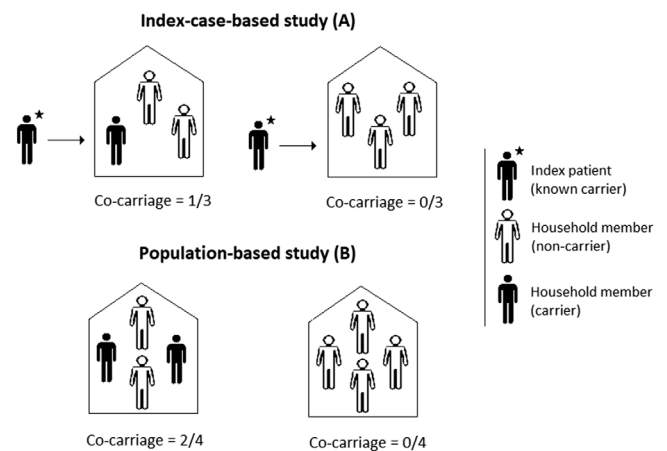 Index-case-based study (A)
Co-carriage = 1/3
Co-carriage = 0/3
Index patient
(known carrier)
Household member
(non-carrier)
Household member
(carrier)
Population-based study (B)
Co-carriage = 2/4
Co-carriage = 0/4